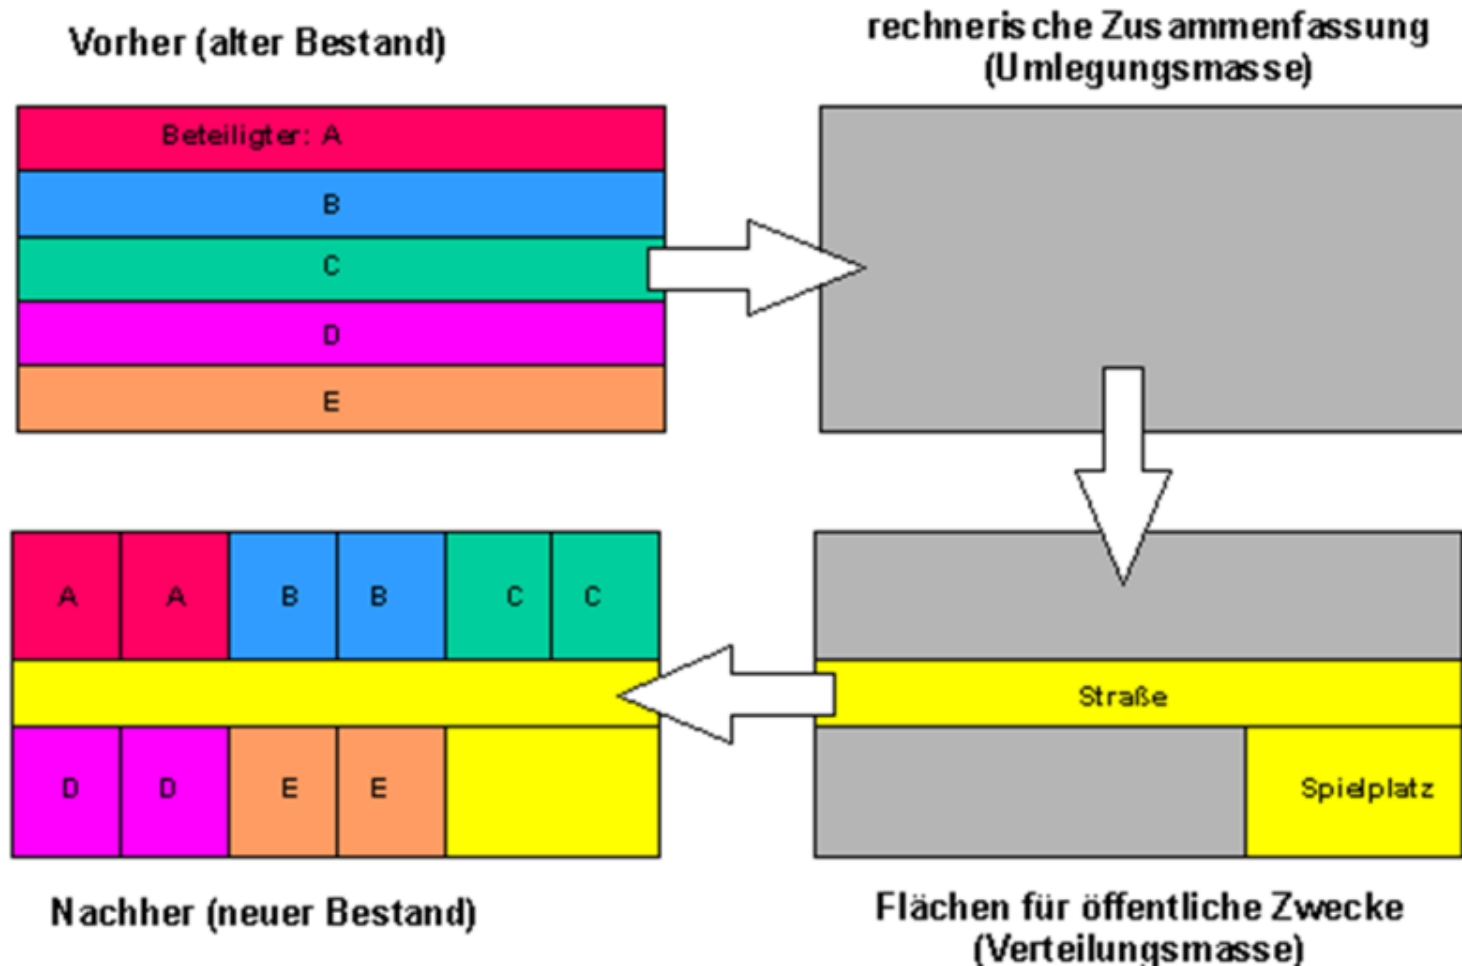 Vorher (alter Bestand)
rechnerische Zusammenfassung
(Umlegungsmasse)
Beteiligter: A
B
C
D
E
A A B B C C
Straße
D D E E
Spielplatz
Nachher (neuer Bestand)
Flächen für öffentliche Zwecke
(Verteilungsmasse)